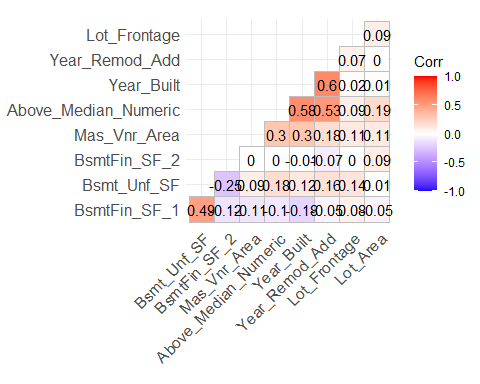 Lot_Frontage 0.09
Year_Remod_Add 0.07 0
Year_Built 0.6 0.02 0.01
Above_Median_Numeric 0.58 0.53 0.09 0.19
Mas_Vnr_Area 0.3 0.3 0.18 0.11 0.11
BsmtFin_SF_2 0 0 -0.01 0.07 0 0.09
Bsmt_Unf_SF -0.25 0.09 0.18 0.12 0.16 0.14 0.01
BsmtFin_SF_1 0.49 -0.12 -0.11 -0.1 -0.18 -0.05 -0.08 -0.05
Bsmt_Unf_SF
BsmtFin_SF_2
Mas_Vnr_Area
Above_Median_Numeric
Year_Built
Year_Remod_Add
Lot_Frontage
Lot_Area
Corr
1.0
0.5
0.0
-0.5
-1.0